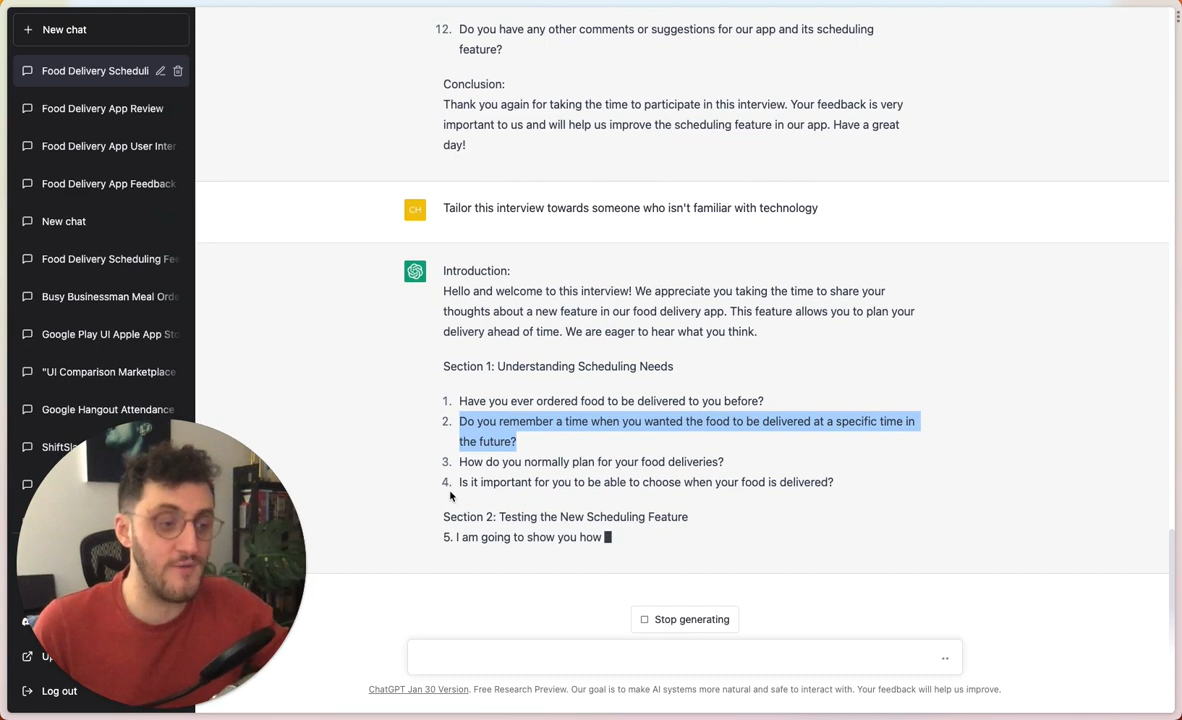 New chat
Food Delivery Scheduli
Food Delivery App Review
Food Delivery App User Inter
Food Delivery App Feedback
New chat
Food Delivery Scheduling Fee
Busy Businessman Meal Orde
Google Play UI Apple App Sto
"UI Comparison Marketplace
Google Hangout Attendance
ShiftSla
Log out
12. Do you have any other comments or suggestions for our app and its scheduling
feature?
Conclusion:
Thank you again for taking the time to participate in this interview. Your feedback is very
important to us and will help us improve the scheduling feature in our app. Have a great
day!
CH
Tailor this interview towards someone who isn't familiar with technology
Introduction:
Hello and welcome to this interview! We appreciate you taking the time to share your
thoughts about a new feature in our food delivery app. This feature allows you to plan your
delivery ahead of time. We are eager to hear what you think.
Section 1: Understanding Scheduling Needs
1. Have you ever ordered food to be delivered to you before?
2. Do you remember a time when you wanted the food to be delivered at a specific time in
the future?
3. How do you normally plan for your food deliveries?
4. Is it important for you to be able to choose when your food is delivered?
Section 2: Testing the New Scheduling Feature
5. I am going to show you how
Stop generating
ChatGPT Jan 30 Version. Free Research Preview. Our goal is to make AI systems more natural and safe to interact with. Your feedback will help us improve.